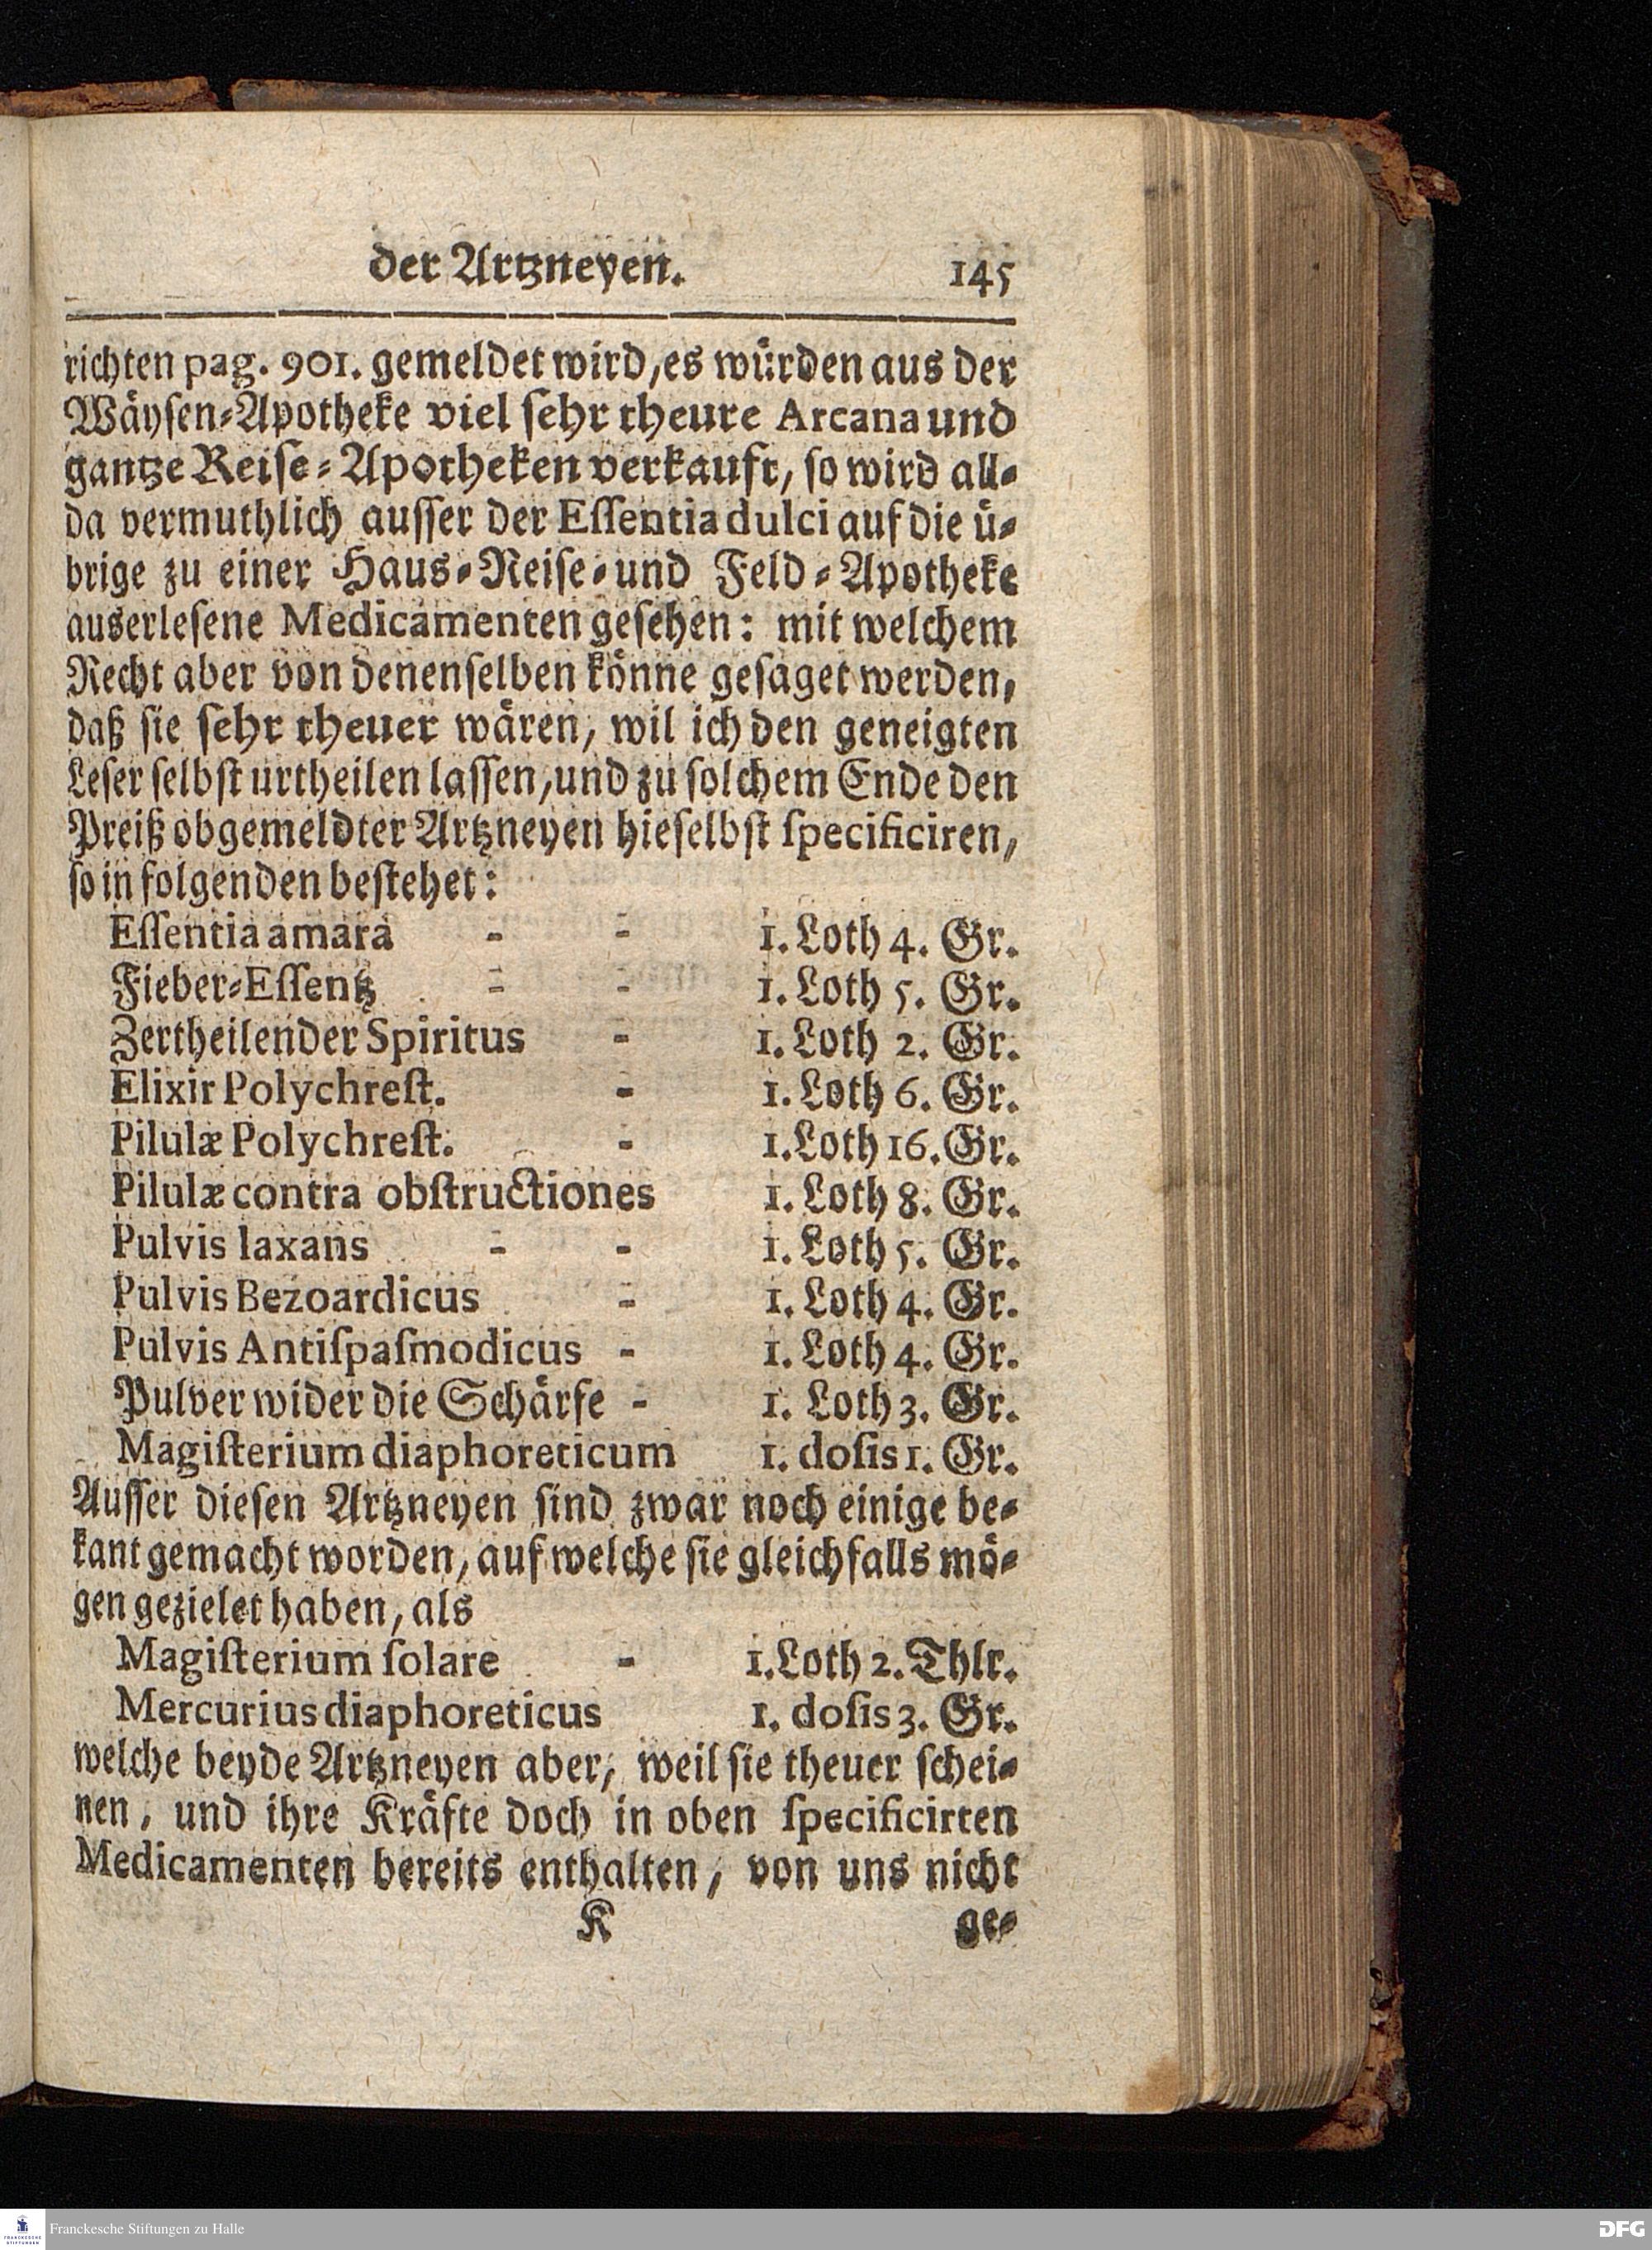 der Artzneyen. 145
richten pag. 901. gemeldet wird, es würden aus der
Wäysen-Apotheke viel sehr theure Arcana und
gantze Reise-Apotheken verkauft, so wird all-
da vermuthlich ausser der Eſſentia dulci auf die ü-
brige zu einer Haus-Reise-und Feld-Apotheke
auserlesene Medicamenten gesehen: mit welchem
Recht aber von denenselben könne gesaget werden,
daß sie sehr theuer wären, wil ich den geneigten
Leser selbst urtheilen lassen, und zu solchem Ende den
Preiß obgemeldter Artzneyen hieselbst ſpecificiren,
so in folgenden bestehet:
Eſſentia amara - - 1. Loth 4. Gr.
Fieber-Eſſentz - - 1. Loth 5. Gr.
Zertheilender Spiritus - 1. Loth 2. Gr.
Elixir Polychreſt. - 1. Loth 6. Gr.
Pilulæ Polychreſt. - 1. Loth 16. Gr.
Pilulæ contra obſtructiones 1. Loth 8. Gr.
Pulvis laxans - - 1. Loth 5. Gr.
Pulvis Bezoardicus - 1. Loth 4. Gr.
Pulvis Antiſpaſmodicus - 1. Loth 4. Gr.
Pulver wider die Schärfe - 1. Loth 3. Gr.
Magiſterium diaphoreticum 1. doſis 1. Gr.
Ausser diesen Artzneyen sind zwar noch einige be-
kant gemacht worden, auf welche sie gleichfalls mö-
gen gezielet haben, als
Magiſterium ſolare - 1. Loth 2. Thlr.
Mercurius diaphoreticus 1. doſis 3. Gr.
welche beyde Artzneyen aber, weil sie theuer schei-
nen, und ihre Kräfte doch in oben ſpecificirten
Medicamenten bereits enthalten, von uns nicht
K ge-
Franckesche Stiftungen zu Halle
DFG